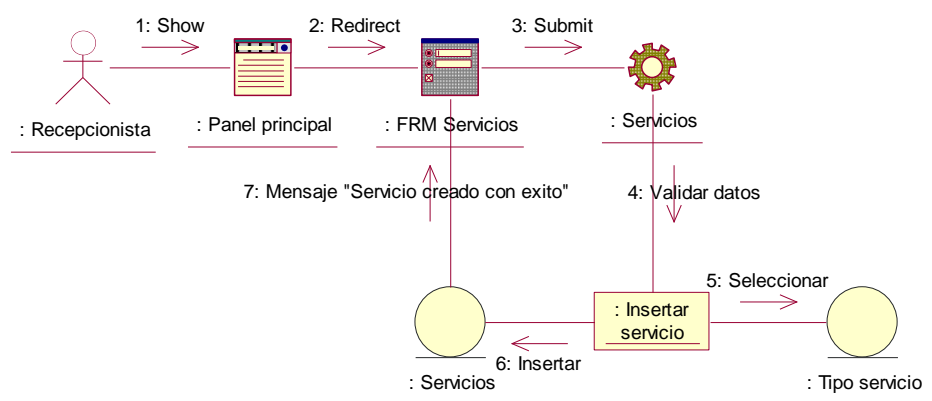 1: Show
2: Redirect
3: Submit
: Recepcionista
: Panel principal
: FRM Servicios
: Servicios
7: Mensaje "Servicio creado con exito"
4: Validar datos
5: Seleccionar
: Insertar
servicio
6: Insertar
: Servicios
: Tipo servicio